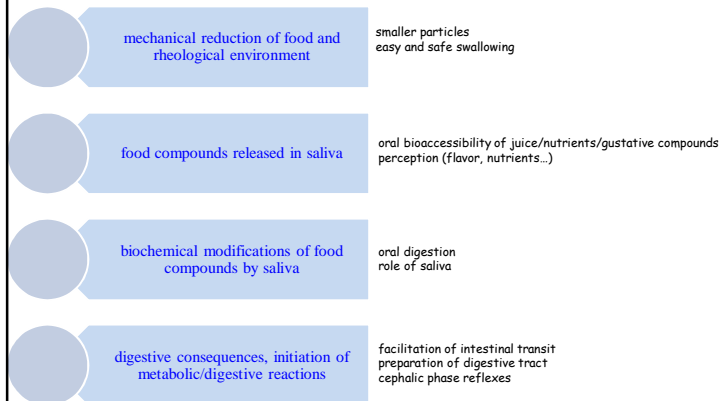 mechanical reduction of food and
rheological environment
smaller particles
easy and safe swallowing
food compounds released in saliva
oral bioaccessibility of juice/nutrients/gustative compounds
perception (flavor, nutrients…)
biochemical modifications of food
compounds by saliva
oral digestion
role of saliva
digestive consequences, initiation of
metabolic/digestive reactions
facilitation of intestinal transit
preparation of digestive tract
cephalic phase reflexes